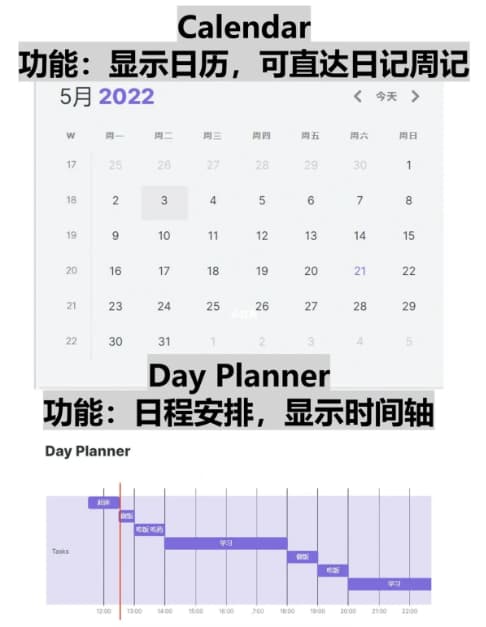 Calendar
功能：显示日历，可直达日记周记
5月 2022 今天
W 周一 周二 周三 周四 周五 周六 周日
17 25 26 27 28 29 30 1
18 2 3 4 5 6 7 8
19 9 10 11 12 13 14 15
20 16 17 18 19 20 21 22
21 23 24 25 26 27 28 29
22 30 31 1 2 3 4 5
Day Planner
功能：日程安排，显示时间轴
Day Planner
起床
做饭
吃饭 吃药
学习
做饭
吃饭
学习
Tasks
12:00 13:00 14:00 15:00 16:00 7:00 18:00 19:00 20:00 21:00 22:00